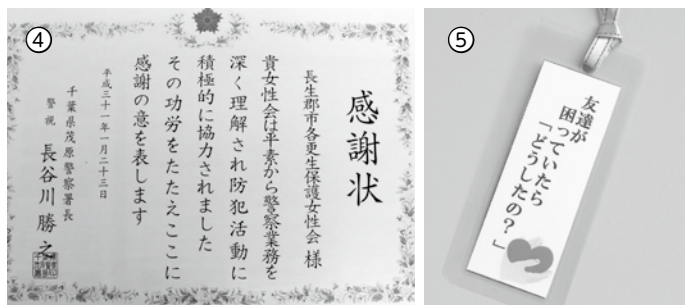 ④
感謝状
長生郡市各更生保護女性会 様
貴女性会は平素から警察業務を
深く理解され防犯活動に
積極的に協力されました
その功労をたたえここに
感謝の意を表します
平成三十一年一月二十三日
千葉県茂原警察署長
警視 長谷川勝之
⑤
友達が
困っていたら
「どうしたの?」